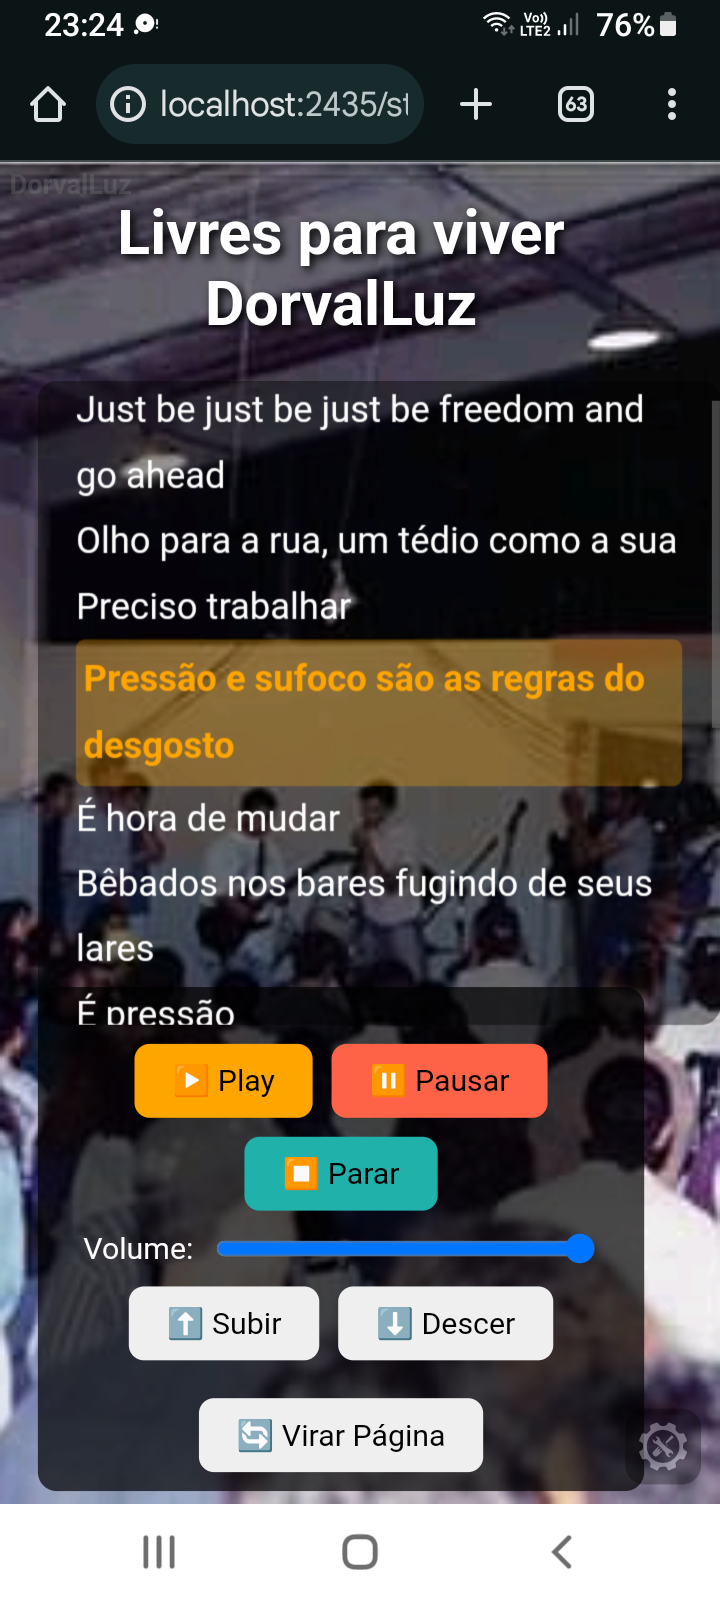 23:24
Vo))
LTE2
76%
localhost:2435/st
63
DorvalLuz
Livres para viver
DorvalLuz
Just be just be just be freedom and
go ahead
Olho para a rua, um tédio como a sua
Preciso trabalhar
Pressão e sufoco são as regras do
desgosto
É hora de mudar
Bêbados nos bares fugindo de seus
lares
É pressão
Play
Pausar
Parar
Volume:
Subir
Descer
Virar Página